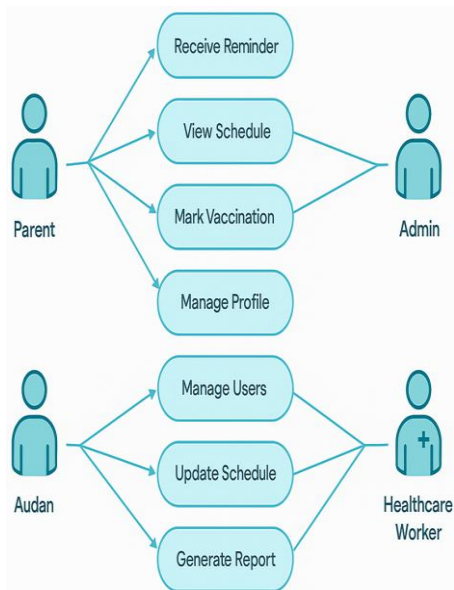 Receive Reminder
View Schedule
Mark Vaccination
Parent
Admin
Manage Profile
Manage Users
Update Schedule
Audan
Healthcare
Worker
Generate Report